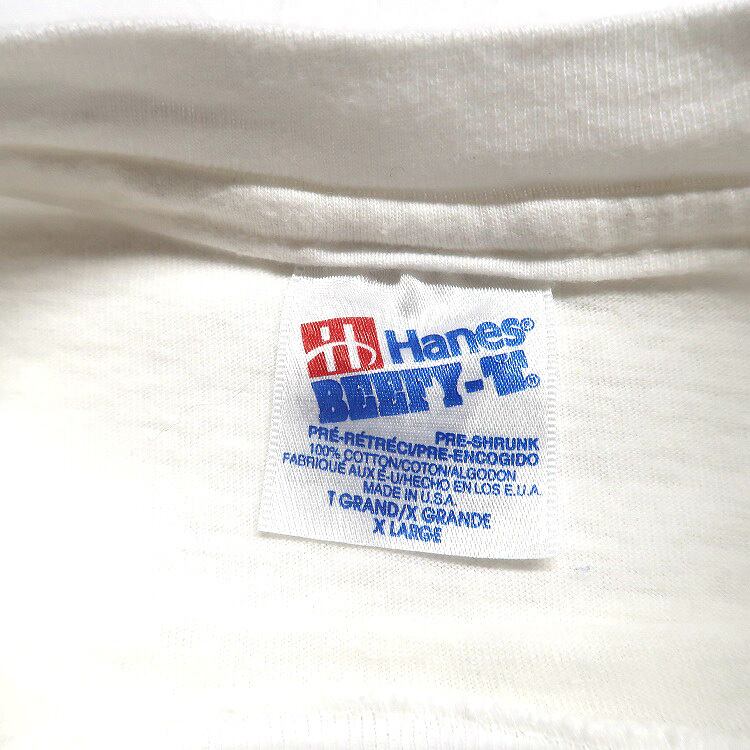 H Hanes®
BEEFY-T®
PRE-SHRUNK
PRÉ-RÉTRÉCI/PRE-ENCOGIDO
100% COTTON/COTON/ALGODON
FABRIQUÉ AUX É-U/HECHO EN LOS E.U.A.
MADE IN U.S.A.
T GRAND/X GRANDE
X LARGE